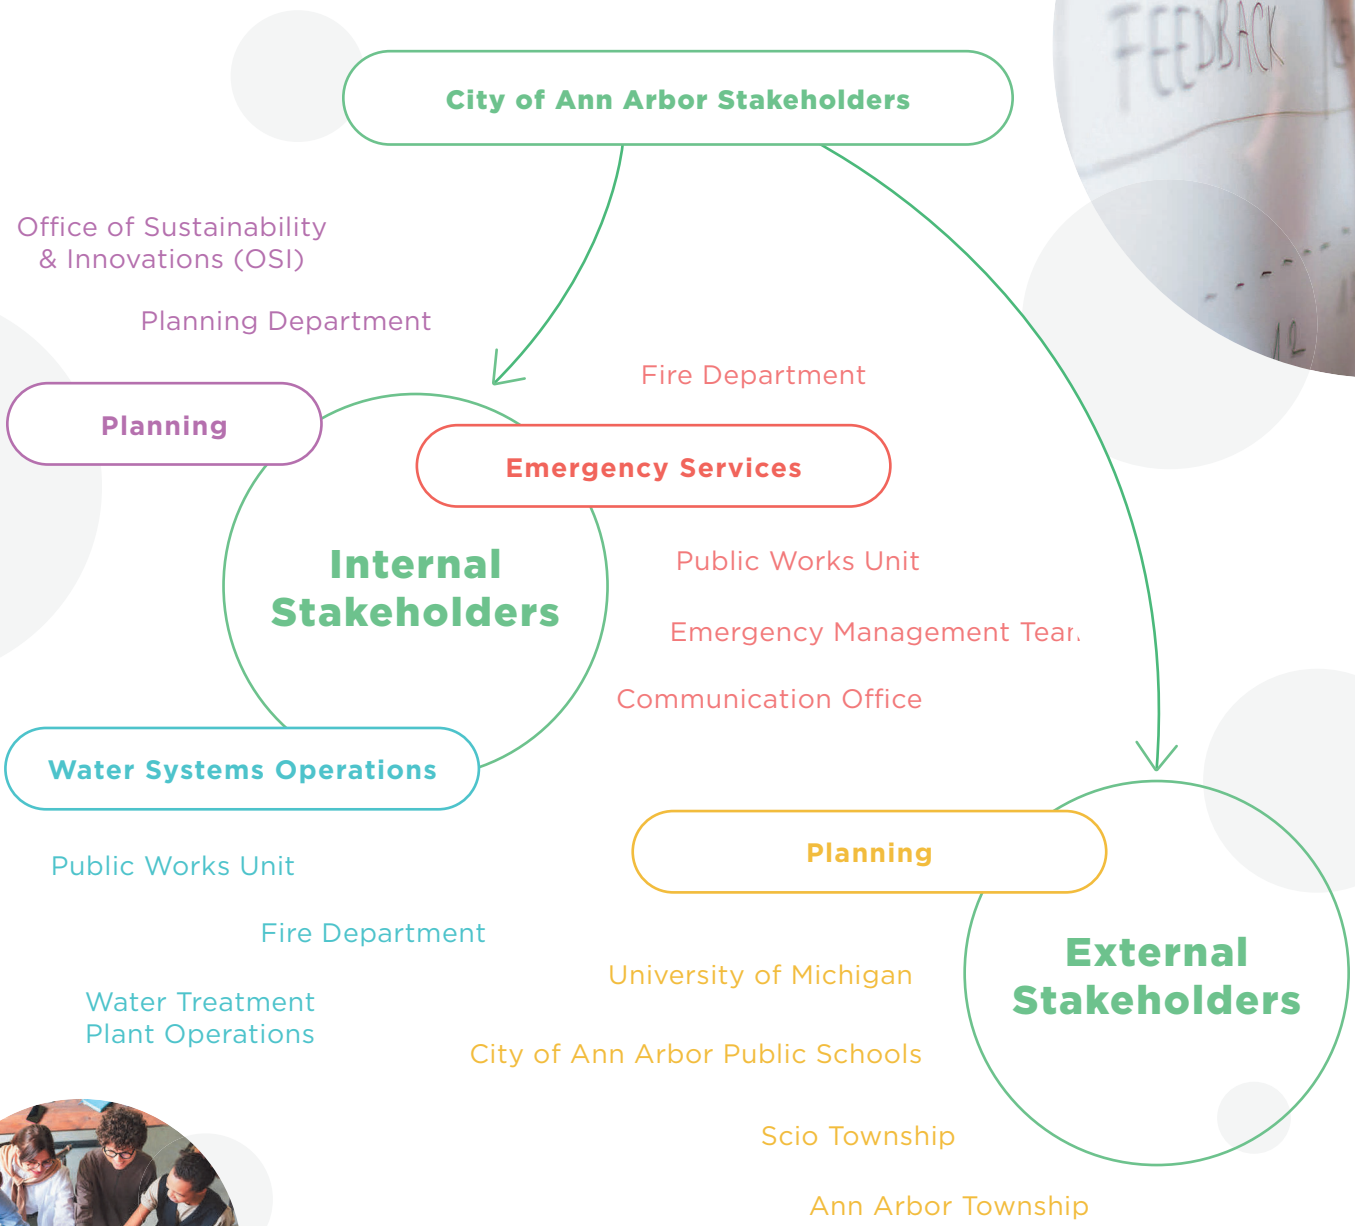 FEEDBACK
City of Ann Arbor Stakeholders
Office of Sustainability
& Innovations (OSI)
Planning Department
Fire Department
Planning
Emergency Services
Internal
Stakeholders
Public Works Unit
Emergency Management Team
Communication Office
Water Systems Operations
Public Works Unit
Fire Department
Water Treatment
Plant Operations
Planning
External
Stakeholders
University of Michigan
City of Ann Arbor Public Schools
Scio Township
Ann Arbor Township